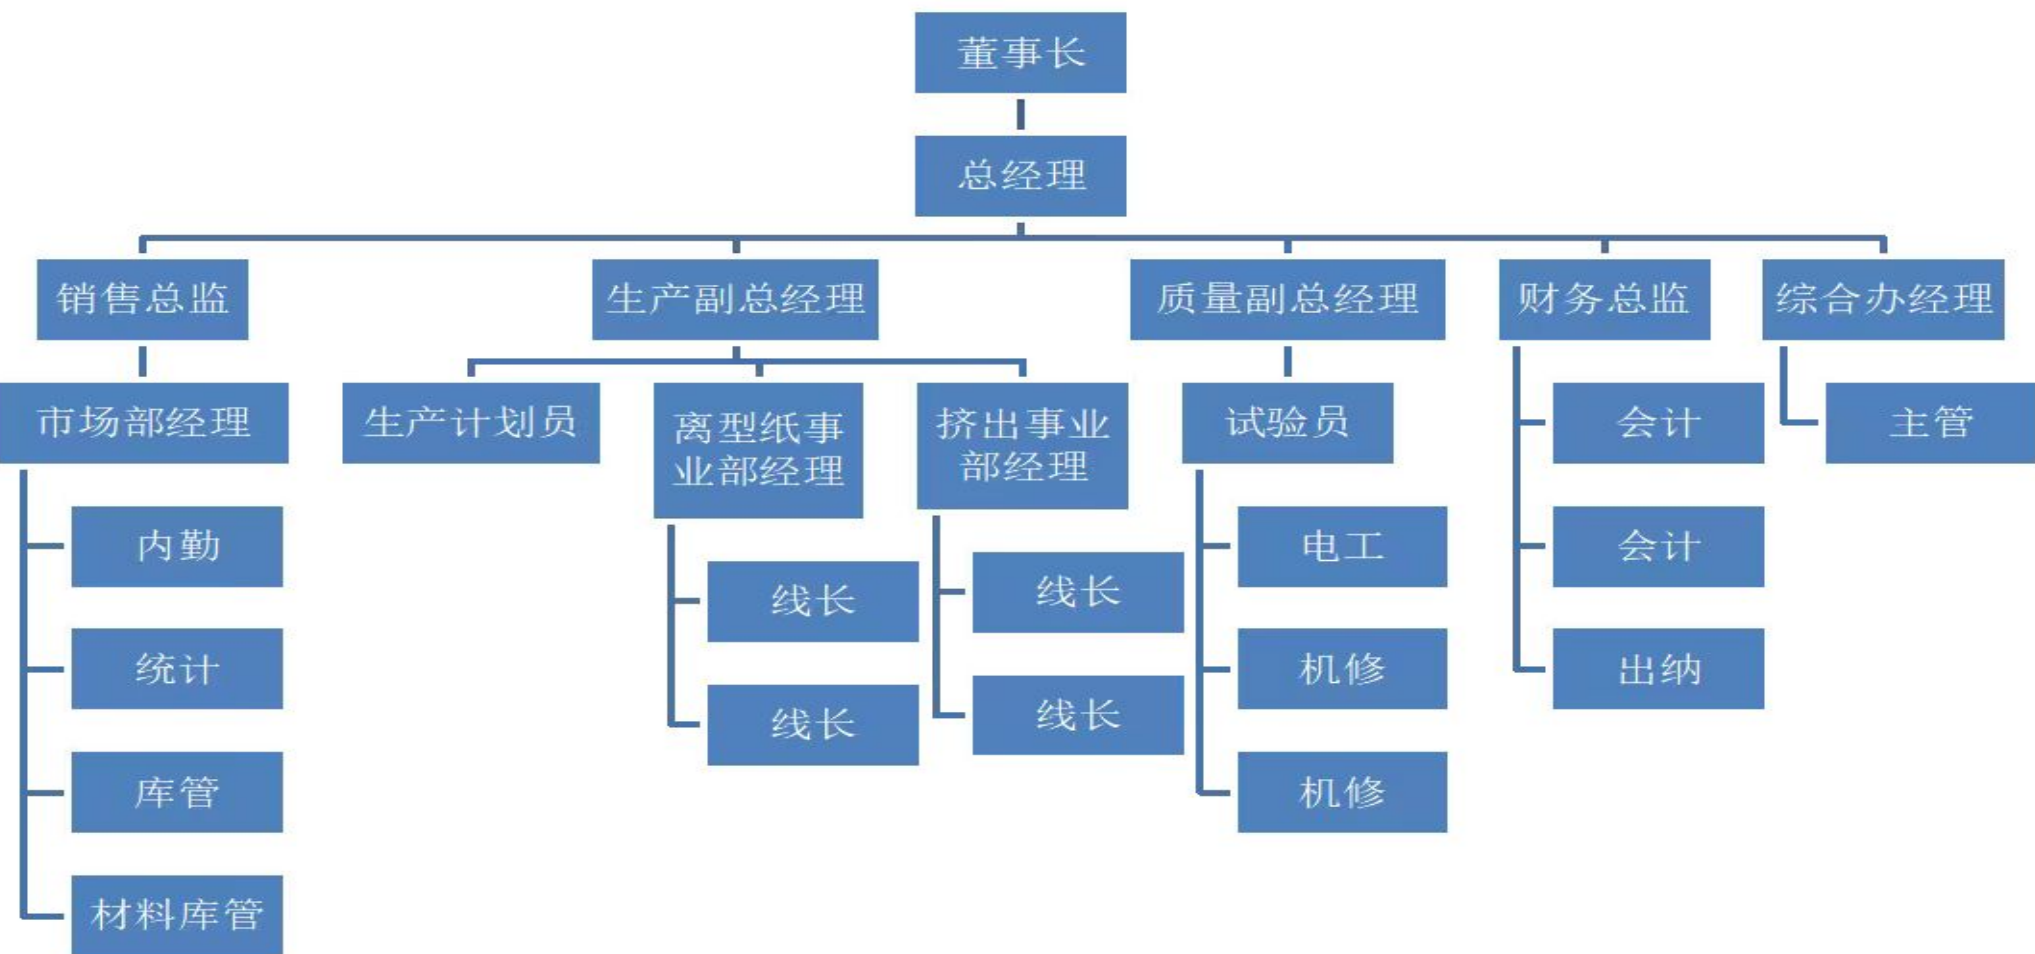 董事长
总经理
销售总监
生产副总经理
质量副总经理
财务总监
综合办经理
市场部经理
生产计划员
离型纸事
业部经理
挤出事业
部经理
试验员
会计
主管
内勤
线长
线长
电工
会计
统计
线长
线长
机修
出纳
库管
机修
材料库管